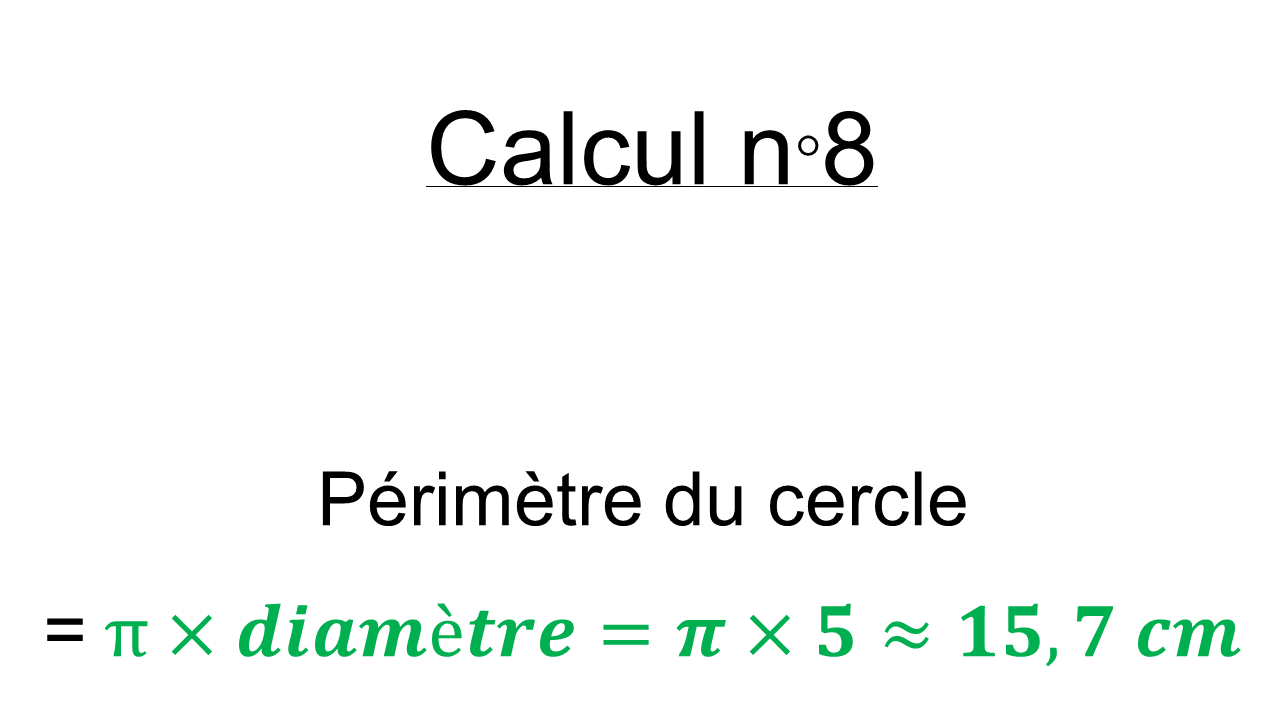 Calcul n°8
Périmètre du cercle
= π × diamètre = π × 5 ≈ 15,7 cm